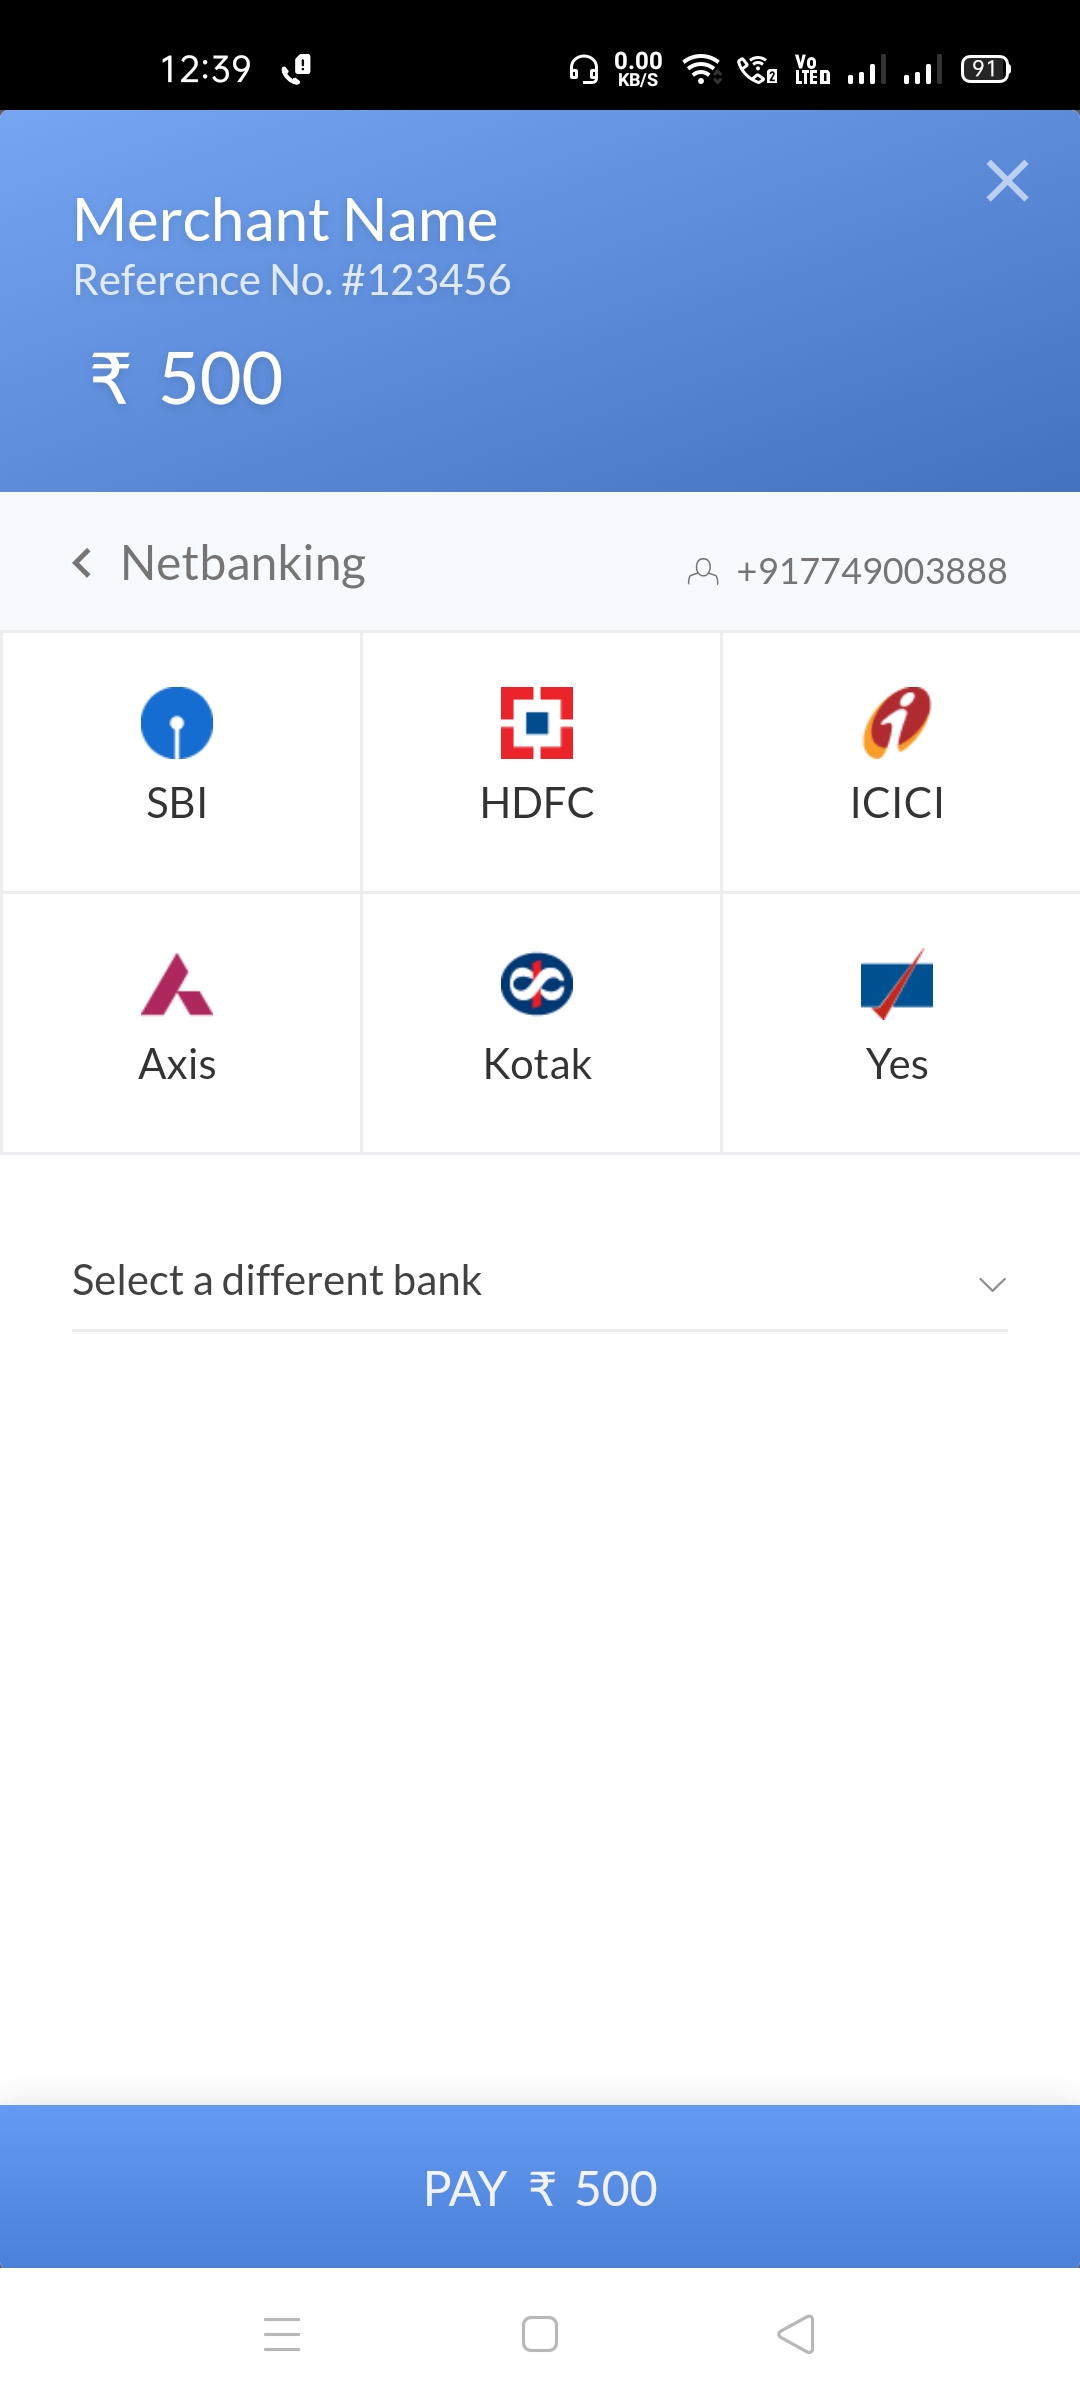 12:39 0.00 KB/S Vo LTE 2 91
Merchant Name
Reference No. #123456
₹ 500
Netbanking +917749003888
SBI HDFC ICICI
Axis Kotak Yes
Select a different bank
PAY ₹ 500